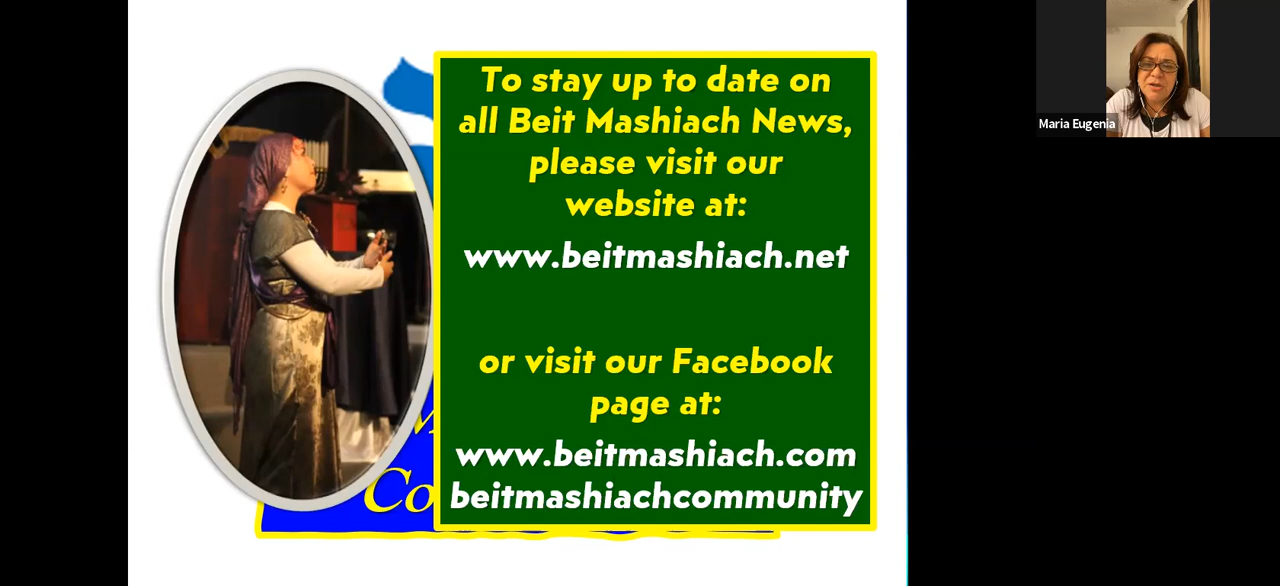 To stay up to date on
all Beit Mashiach News,
please visit our
website at:
www.beitmashiach.net
or visit our Facebook
page at:
www.beitmashiach.com
beitmashiachcommunity
Co
Maria Eugenia